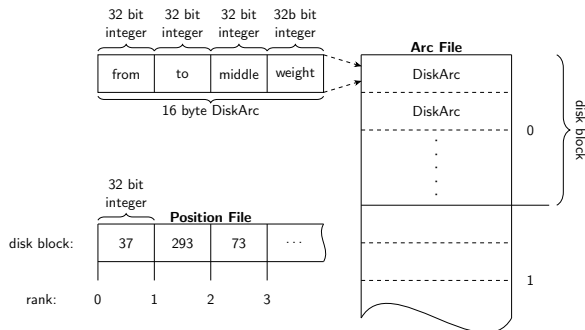 32 bit integer
32 bit integer
32 bit integer
32b bit integer
from to middle weight
16 byte DiskArc
Arc File
DiskArc
DiskArc
0
disk block
1
32 bit integer
Position File
disk block: 37 293 73 ···
rank: 0 1 2 3